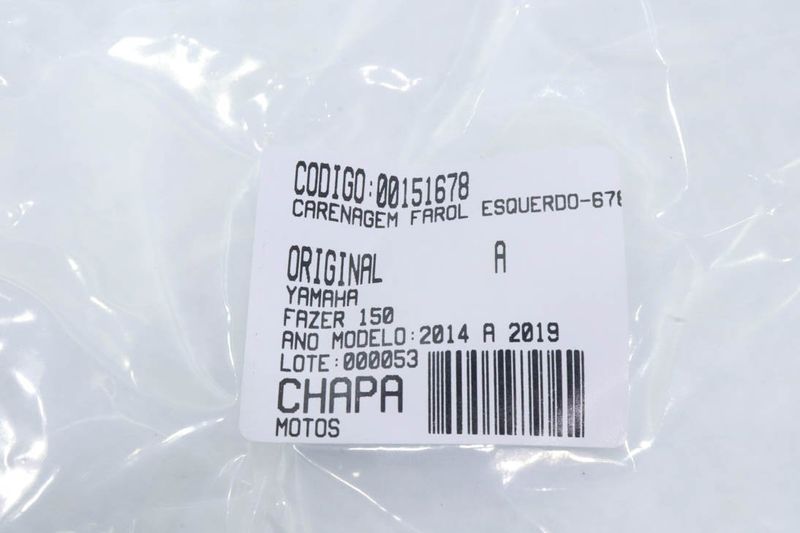 CODIGO:00151678
CARENAGEM FAROL ESQUERDO-678
ORIGINAL A
YAMAHA
FAZER 150
ANO MODELO:2014 A 2019
LOTE:000053
CHAPA
MOTOS